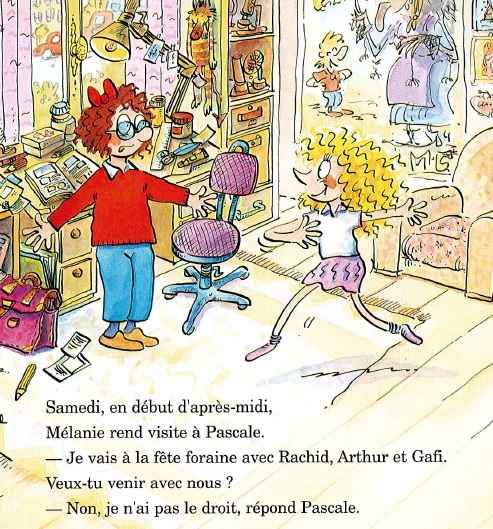 Samedi, en début d'après-midi,
Mélanie rend visite à Pascale.
— Je vais à la fête foraine avec Rachid, Arthur et Gafi.
Veux-tu venir avec nous ?
— Non, je n'ai pas le droit, répond Pascale.